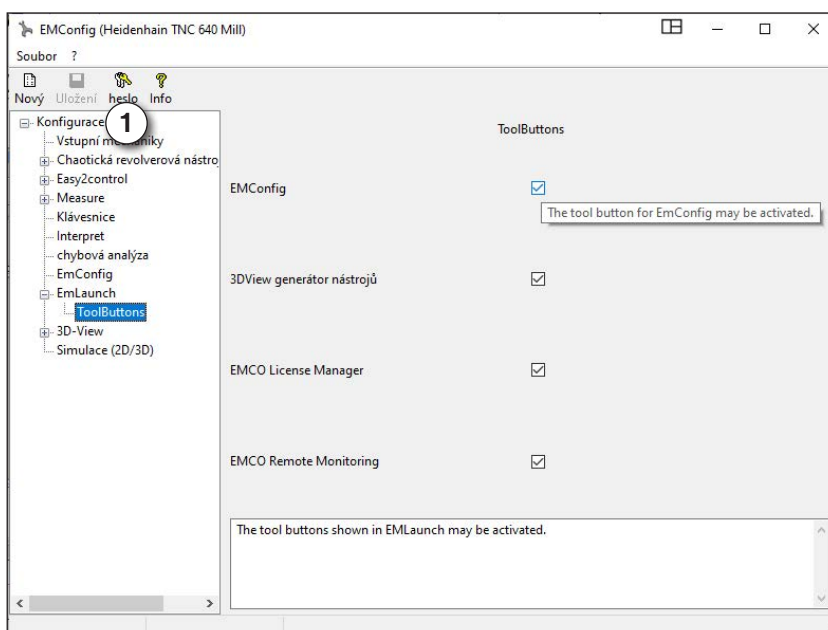 EMConfig (Heidenhain TNC 640 Mill)
Soubor ?
Nový Uložení heslo Info
1
Konfigurace
Vstupní mechaniky
Chaotická revolverová nástro
Easy2control
Measure
Klávesnice
Interpret
chybová analýza
EmConfig
EmLaunch
ToolButtons
3D-View
Simulace (2D/3D)
ToolButtons
EMConfig
The tool button for EmConfig may be activated.
3DView generátor nástrojů
EMCO License Manager
EMCO Remote Monitoring
The tool buttons shown in EMLaunch may be activated.